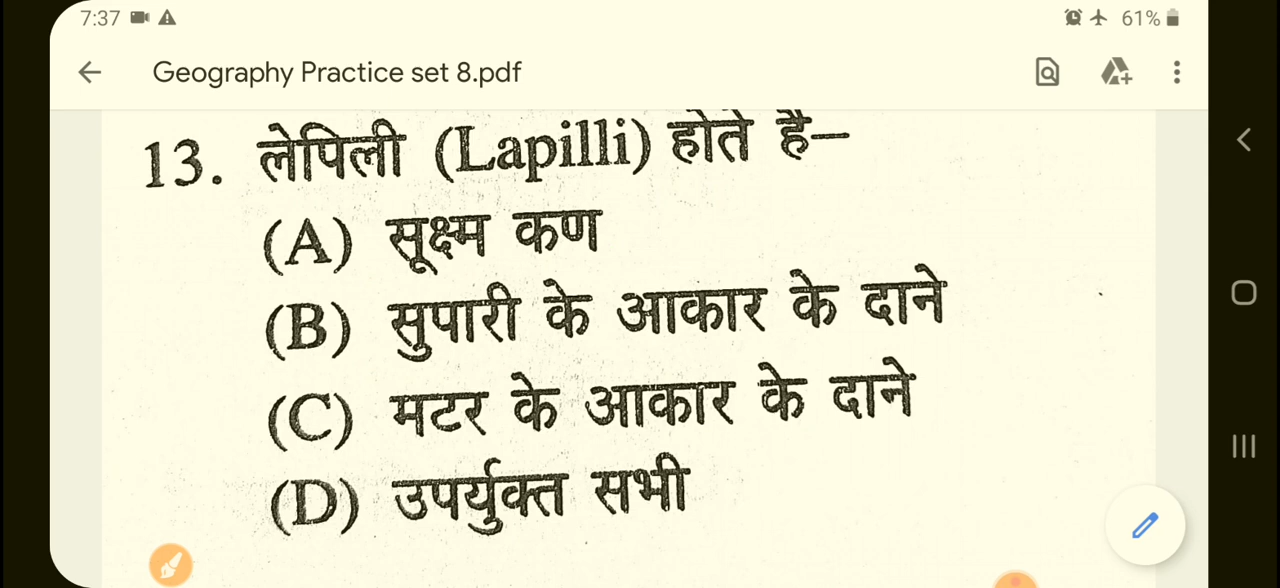 7:37 61%
Geography Practice set 8.pdf
13. लेपिली (Lapilli) होते है–
(A) सूक्ष्म कण
(B) सुपारी के आकार के दाने
(C) मटर के आकार के दाने
(D) उपर्युक्त सभी